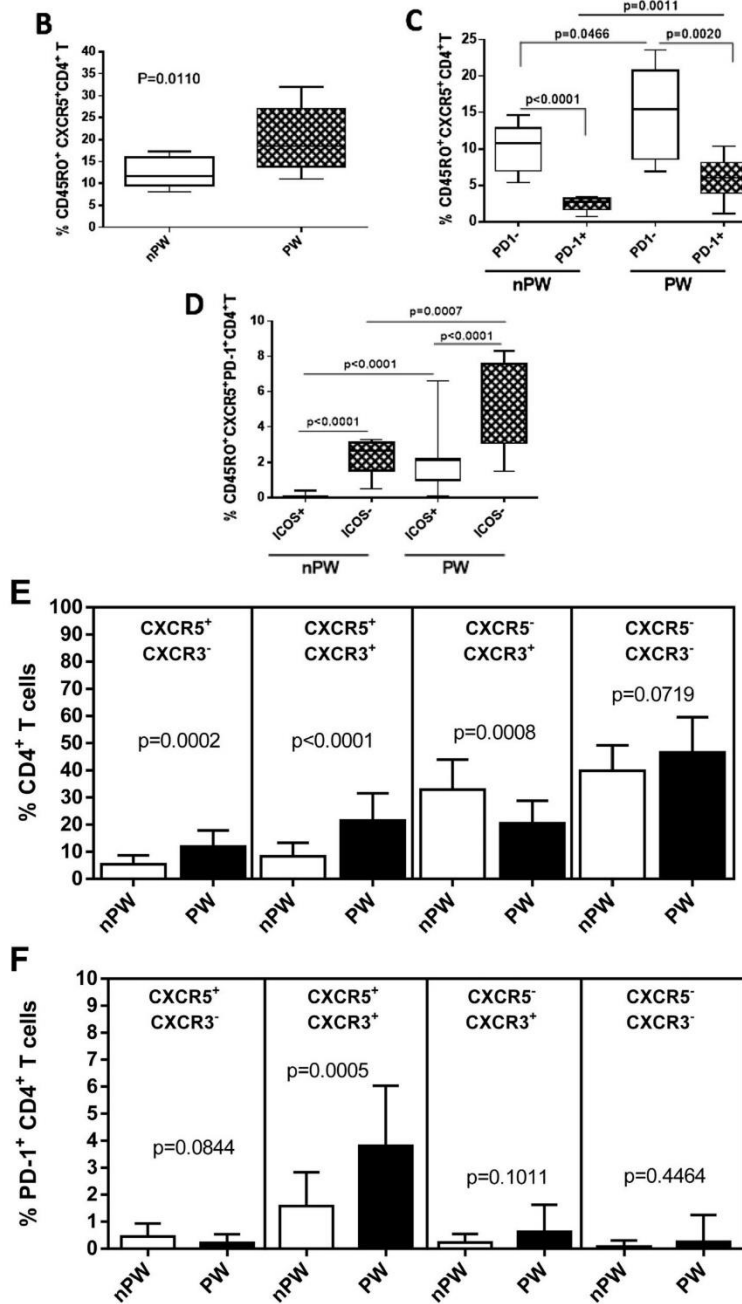 B
% CD45RO⁺ CXCR5⁺CD4⁺ T
40
35
30
25
20
15
10
5
0
P=0.0110
nPW
PW
C
% CD45RO⁺CXCR5⁺CD4⁺T
25
20
15
10
5
0
p=0.0011
p=0.0466
p=0.0020
p<0.0001
PD1-
PD-1+
PD1-
PD-1+
nPW
PW
D
% CD45RO⁺CXCR5⁺PD-1⁺CD4⁺T
10
8
6
4
2
0
p=0.0007
p<0.0001
p<0.0001
p<0.0001
ICOS+
ICOS-
ICOS+
ICOS-
nPW
PW
E
% CD4⁺ T cells
100
90
80
70
60
50
40
30
20
10
0
CXCR5⁺
CXCR3⁻
p=0.0002
CXCR5⁺
CXCR3⁺
p<0.0001
CXCR5⁻
CXCR3⁺
p=0.0008
CXCR5⁻
CXCR3⁻
p=0.0719
nPW
PW
nPW
PW
nPW
PW
nPW
PW
F
% PD-1⁺ CD4⁺ T cells
10
9
8
7
6
5
4
3
2
1
0
CXCR5⁺
CXCR3⁻
p=0.0844
CXCR5⁺
CXCR3⁺
p=0.0005
CXCR5⁻
CXCR3⁺
p=0.1011
CXCR5⁻
CXCR3⁻
p=0.4464
nPW
PW
nPW
PW
nPW
PW
nPW
PW